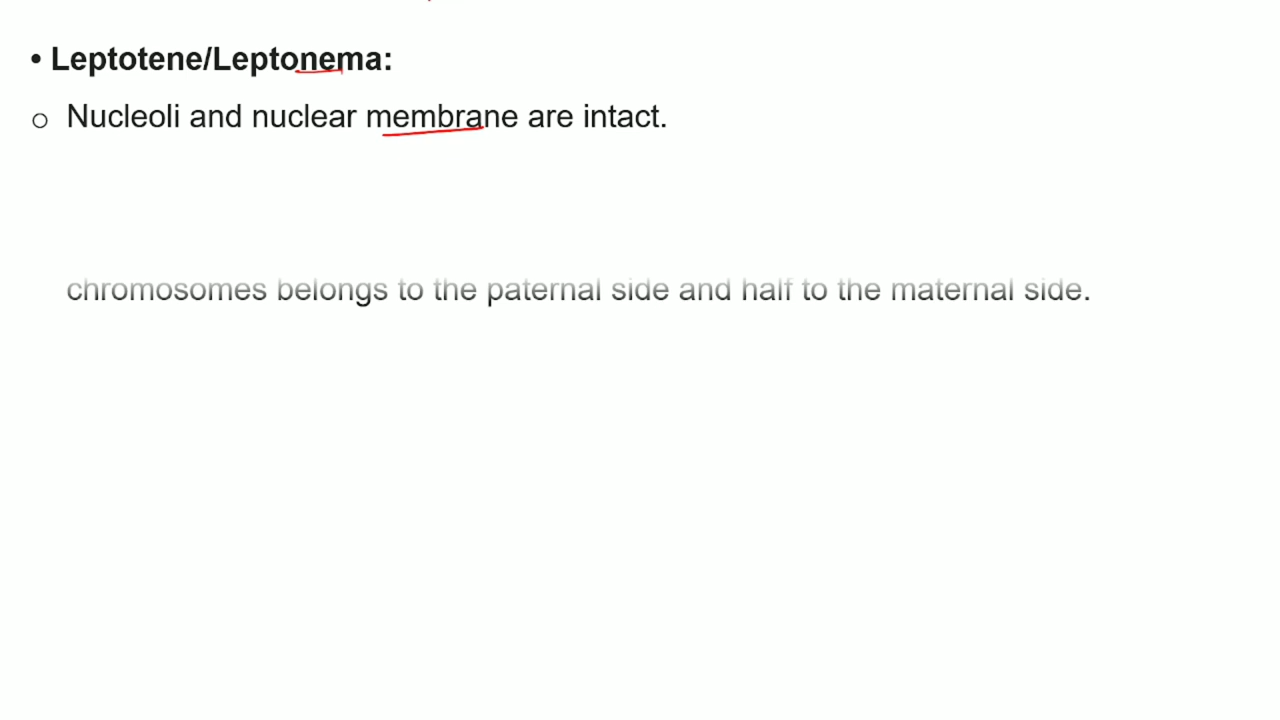 • Leptotene/Leptonema:
o Nucleoli and nuclear membrane are intact.
chromosomes belongs to the paternal side and half to the maternal side.